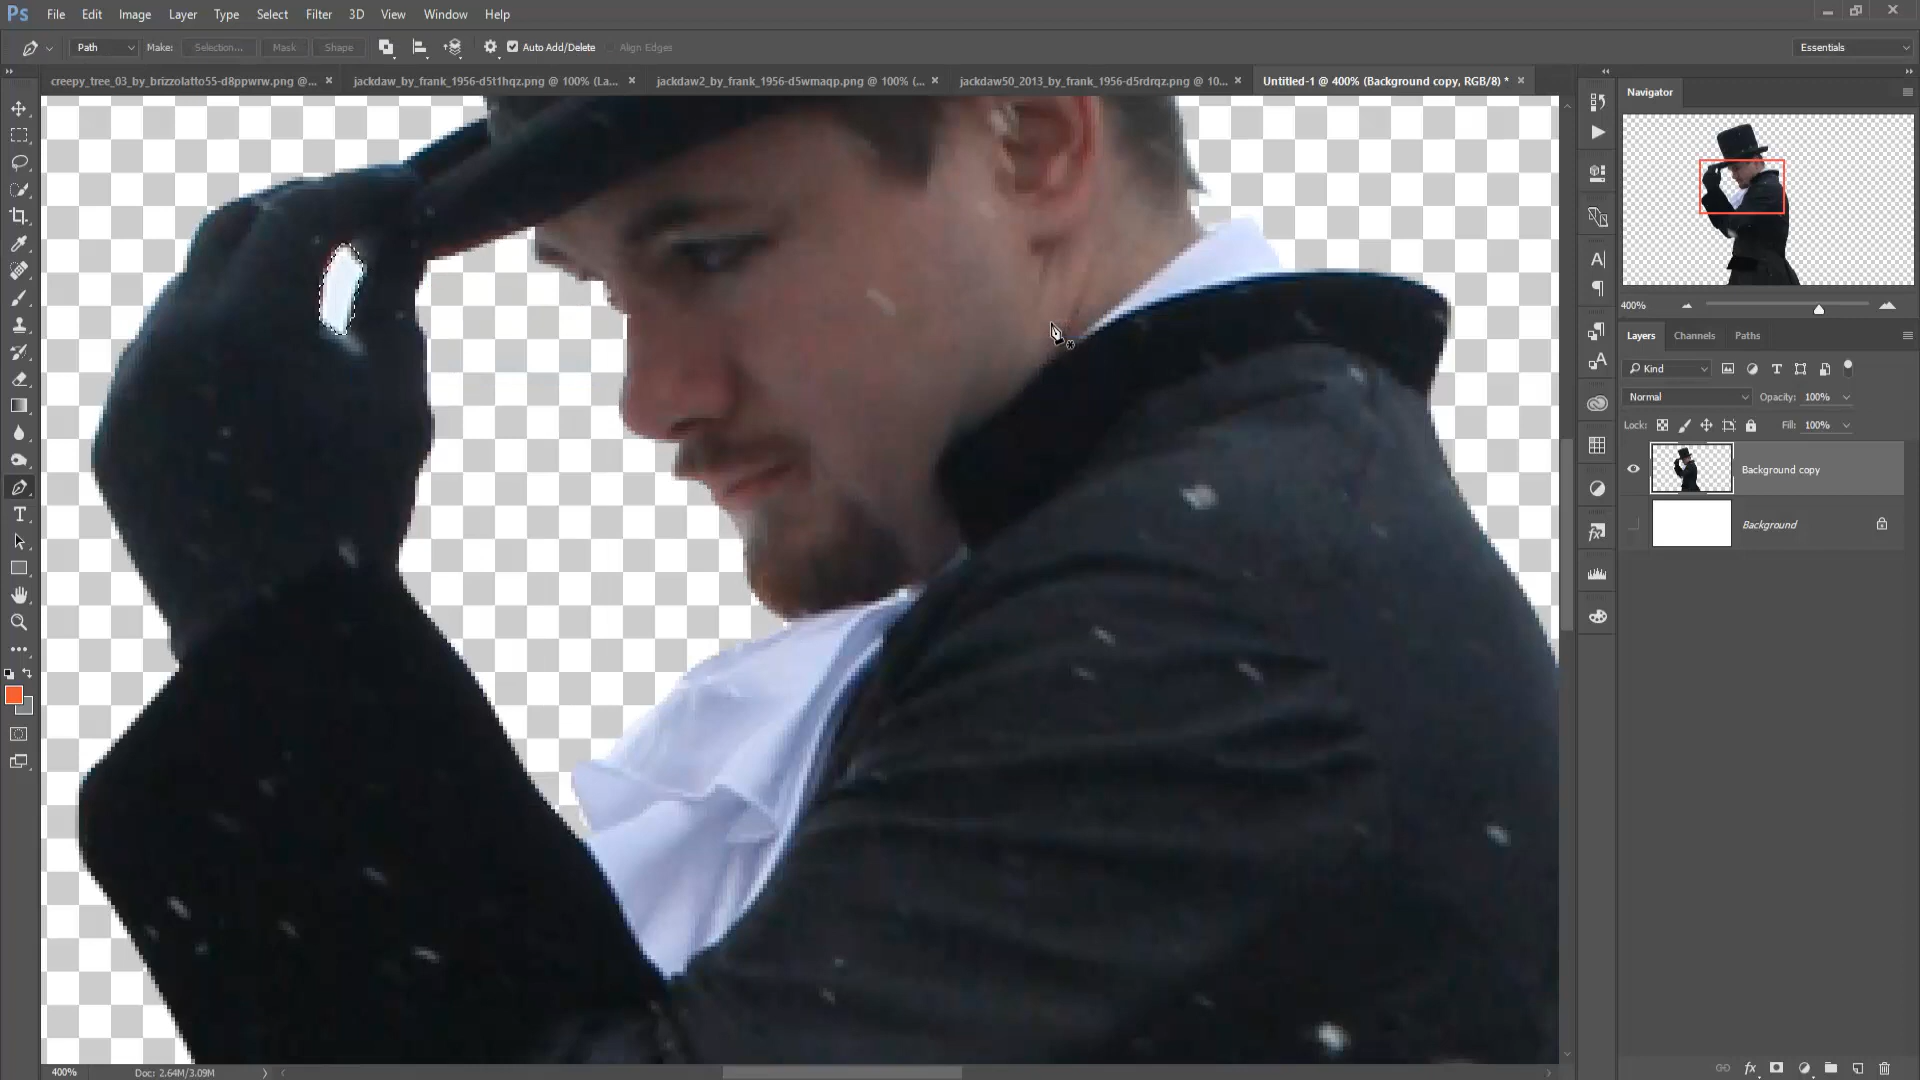 Ps File Edit Image Layer Type Select Filter 3D View Window Help
Path Make: Selection... Mask Shape Auto Add/Delete Align Edges Essentials
creepy_tree_03_by_brizzolatto55-d8ppwrw.png @... jackdaw_by_frank_1956-d5t1hqz.png @ 100% (La... jackdaw2_by_frank_1956-d5wmaqp.png @ 100% (... jackdaw50_2013_by_frank_1956-d5rdrqz.png @ 10... Untitled-1 @ 400% (Background copy, RGB/8) *
Navigator
400%
Layers Channels Paths
Kind
Normal Opacity: 100%
Lock: Fill: 100%
Background copy
Background
400% Doc: 2.64M/3.09M